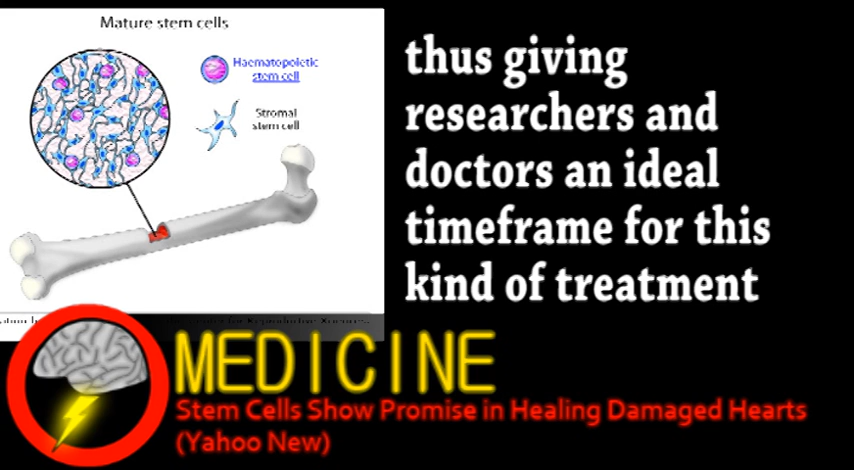 Mature stem cells
Haematopoietic
stem cell
Stromal
stem cell
thus giving
researchers and
doctors an ideal
timeframe for this
kind of treatment
MEDICINE
Stem Cells Show Promise in Healing Damaged Hearts
(Yahoo New)